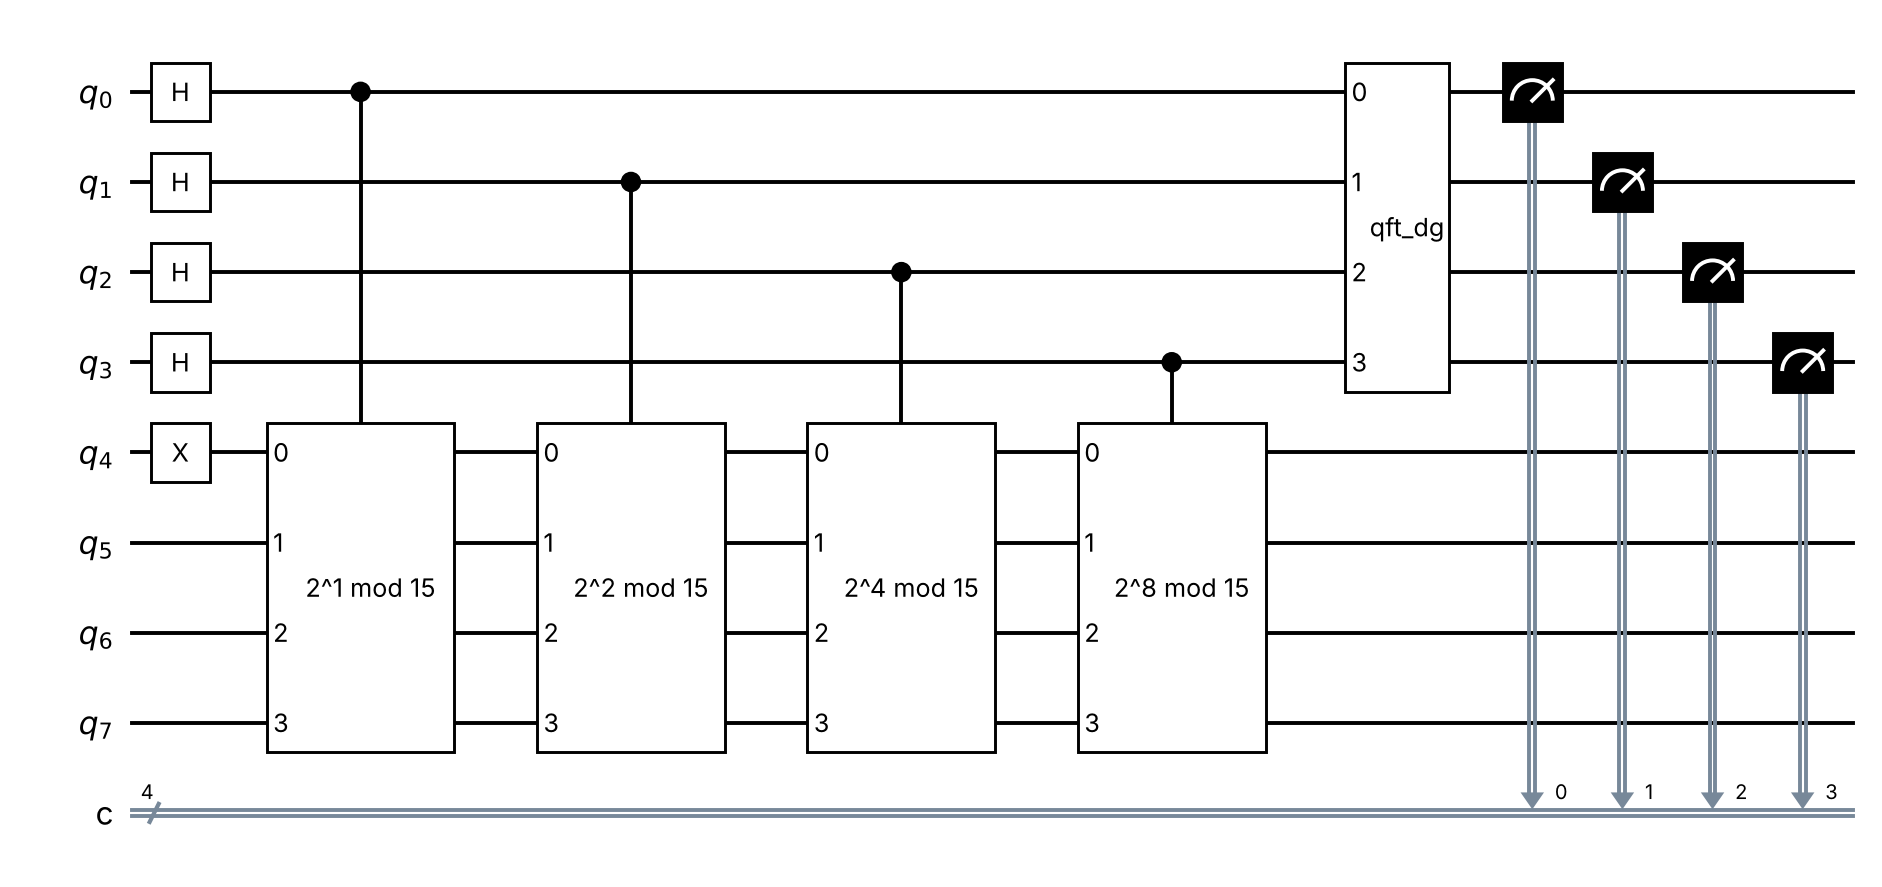 q0 H 0
q1 H 1
qft_dg
q2 H 2
q3 H 3
q4 X 0 0 0 0
q5 1 1 1 1
2^1 mod 15 2^2 mod 15 2^4 mod 15 2^8 mod 15
q6 2 2 2 2
q7 3 3 3 3
4 0 1 2 3
c